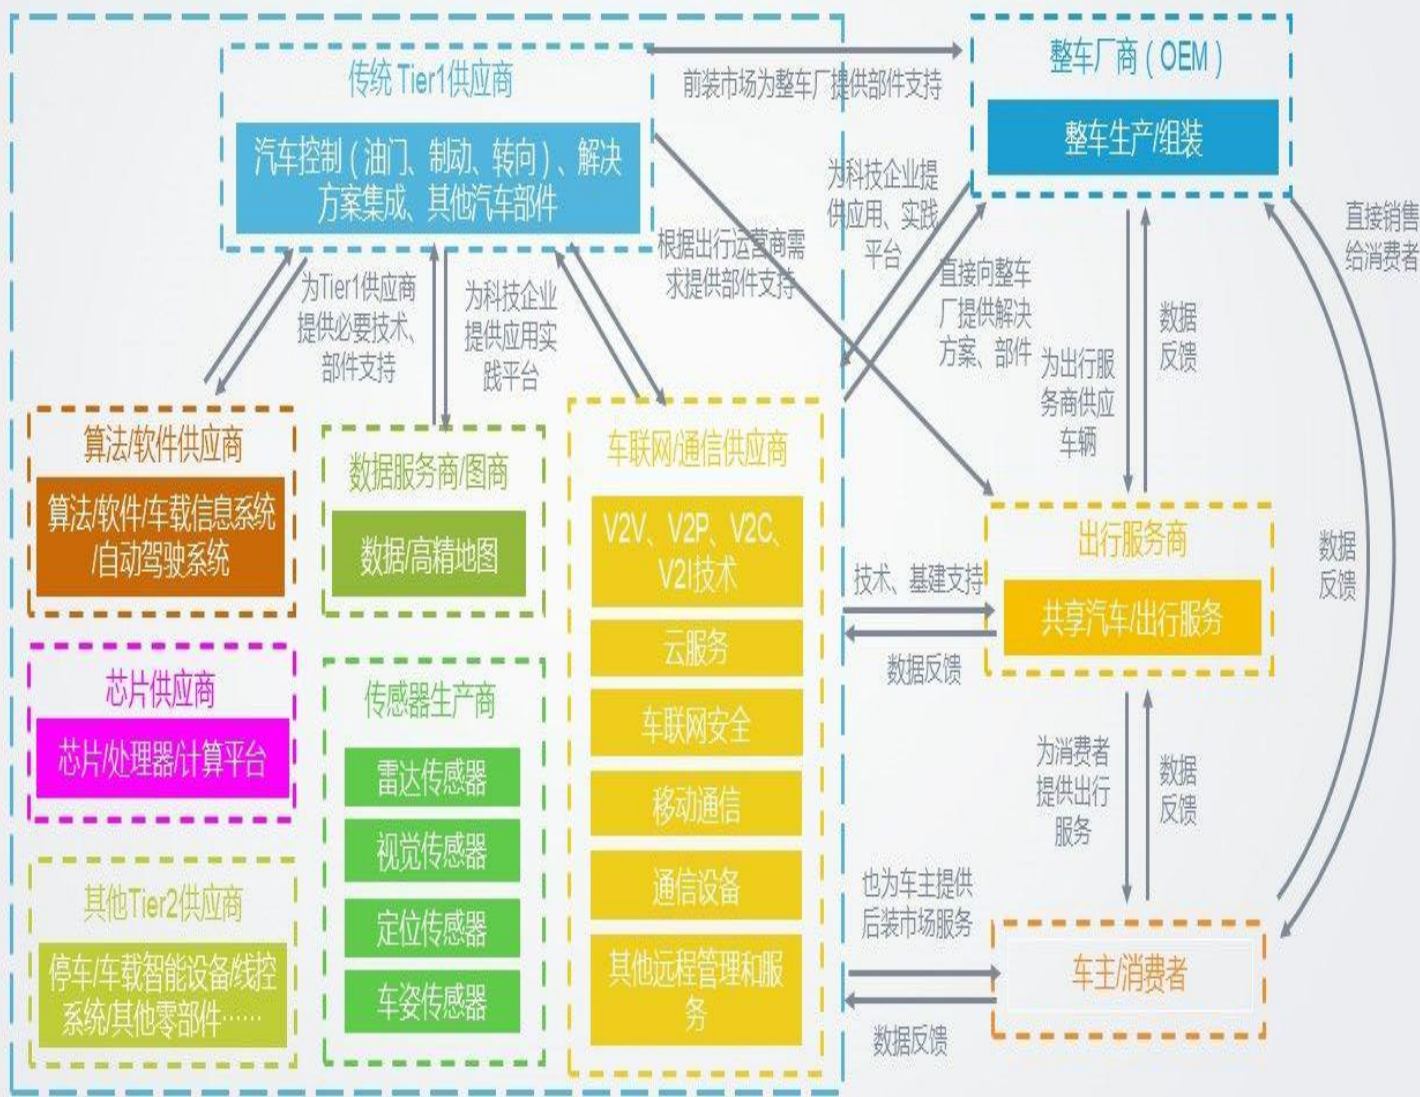 传统 Tier1供应商
汽车控制（油门、制动、转向）、解决
方案集成、其他汽车部件
前装市场为整车厂提供部件支持
整车厂商（OEM）
整车生产/组装
为科技企业提
供应用、实践
平台
直接销售
给消费者
根据出行运营商需
求提供部件支持
直接向整车
厂提供解决
方案、部件
为Tier1供应商
提供必要技术、
部件支持
为科技企业
提供应用实
践平台
数据
反馈
为出行服
务商供应
车辆
算法/软件供应商
算法/软件/车载信息系统
/自动驾驶系统
数据服务商/图商
数据/高精地图
车联网/通信供应商
V2V、V2P、V2C、
V2I技术
云服务
车联网安全
移动通信
通信设备
其他远程管理和服
务
出行服务商
共享汽车/出行服务
技术、基建支持
数据反馈
数据
反馈
芯片供应商
芯片/处理器/计算平台
传感器生产商
雷达传感器
视觉传感器
定位传感器
车姿传感器
为消费者
提供出行
服务
数据
反馈
其他Tier2供应商
停车/车载智能设备/线控
系统/其他零部件……
也为车主提供
后装市场服务
车主/消费者
数据反馈